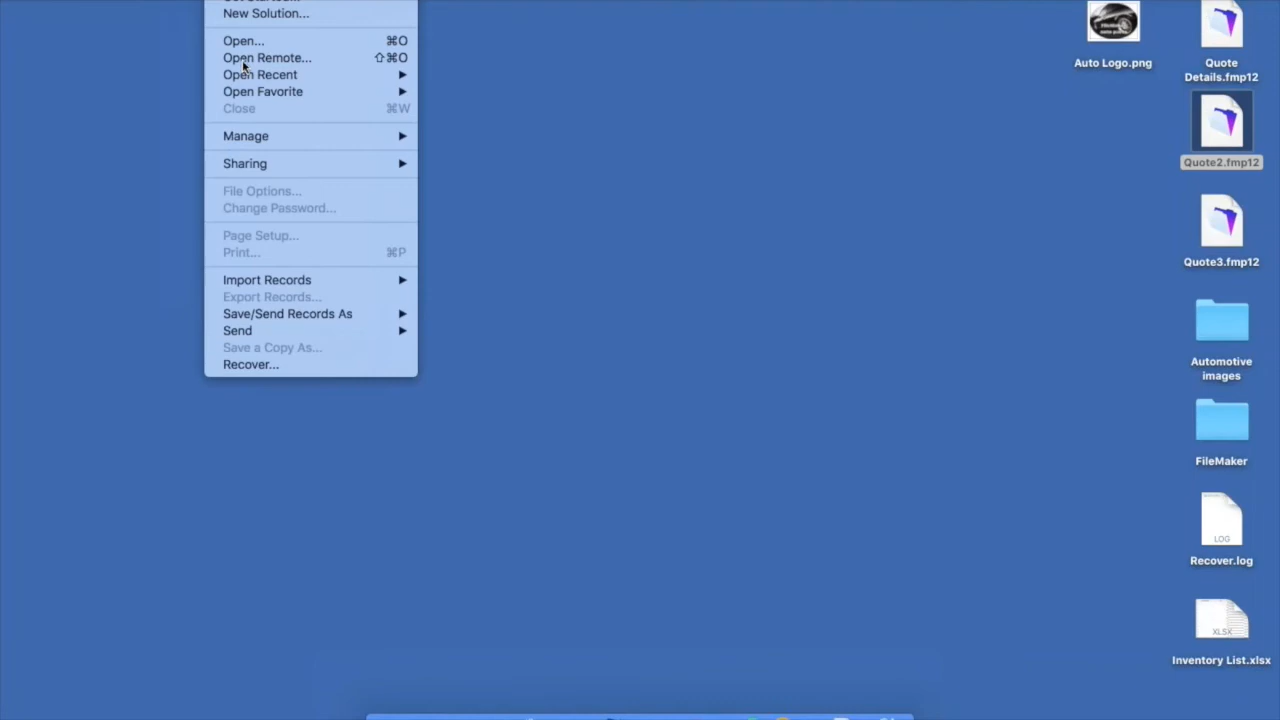 New Solution...
Open... ⌘O
Open Remote... ⇧⌘O
Open Recent
Open Favorite
Close ⌘W
Manage
Sharing
File Options...
Change Password...
Page Setup...
Print... ⌘P
Import Records
Export Records...
Save/Send Records As
Send
Save a Copy As...
Recover...
Auto Logo.png
Quote
Details.fmp12
Quote2.fmp12
Quote3.fmp12
Automotive
images
FileMaker
LOG
Recover.log
XLSX
Inventory List.xlsx